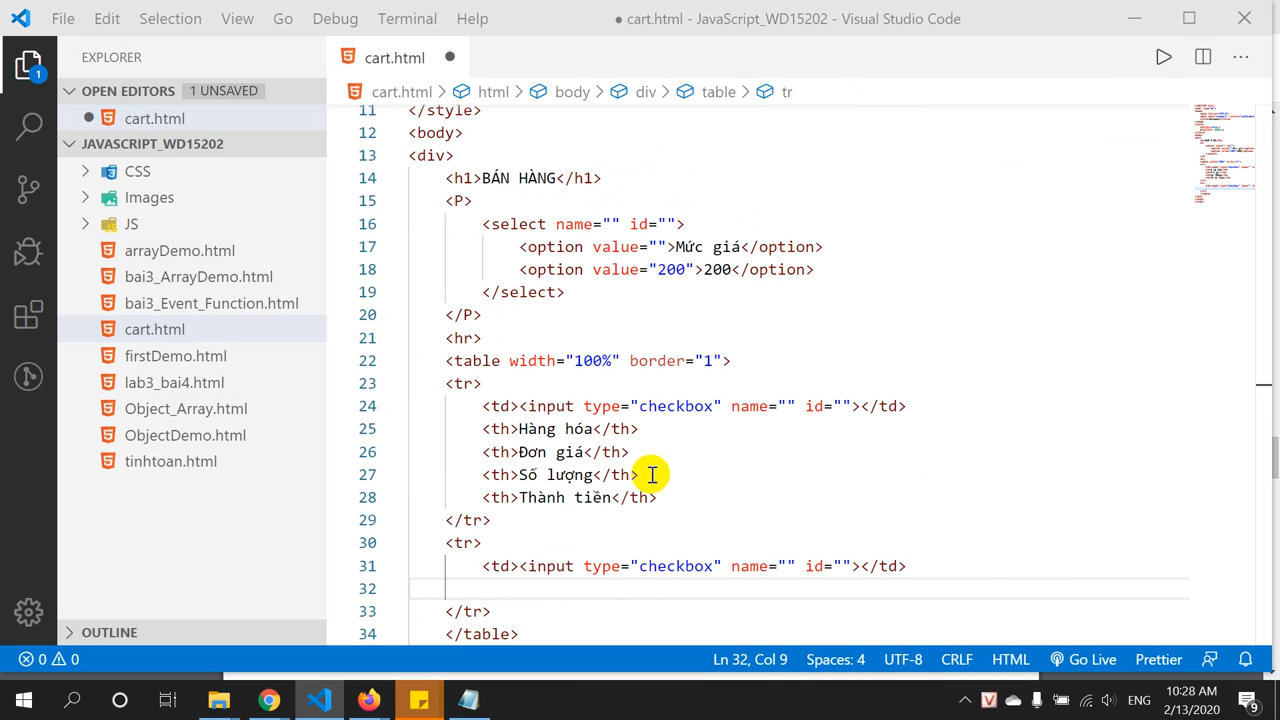 File Edit Selection View Go Debug Terminal Help
● cart.html - JavaScript_WD15202 - Visual Studio Code
EXPLORER
cart.html
OPEN EDITORS 1 UNSAVED
cart.html > html > body > div > table > tr
1
cart.html
JAVASCRIPT_WD15202
CSS
Images
JS
arrayDemo.html
bai3_ArrayDemo.html
bai3_Event_Function.html
cart.html
firstDemo.html
lab3_bai4.html
Object_Array.html
ObjectDemo.html
tinhtoan.html
OUTLINE
11 </style>
12 <body>
13 <div>
14 <h1>BÁN HÀNG</h1>
15 <P>
16 <select name="" id="">
17 <option value="">Mức giá</option>
18 <option value="200">200</option>
19 </select>
20 </P>
21 <hr>
22 <table width="100%" border="1">
23 <tr>
24 <td><input type="checkbox" name="" id=""></td>
25 <th>Hàng hóa</th>
26 <th>Đơn giá</th>
27 <th>Số lượng</th>
28 <th>Thành tiền</th>
29 </tr>
30 <tr>
31 <td><input type="checkbox" name="" id=""></td>
32
33 </tr>
34 </table>
0 0
Ln 32, Col 9 Spaces: 4 UTF-8 CRLF HTML Go Live Prettier
ENG
10:28 AM
2/13/2020
9